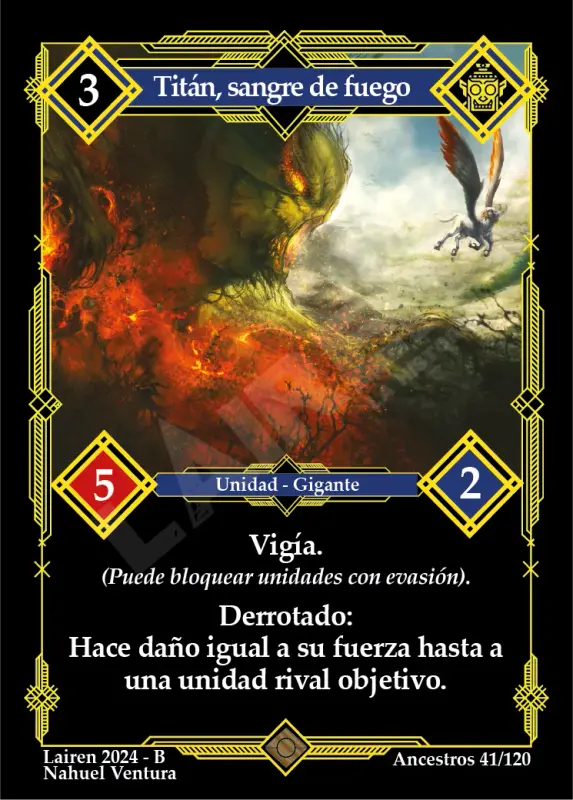 3
Titán, sangre de fuego
5
Unidad - Gigante
2
Vigía.
(Puede bloquear unidades con evasión).
Derrotado:
Hace daño igual a su fuerza hasta a
una unidad rival objetivo.
Lairen 2024 - B
Nahuel Ventura
Ancestros 41/120